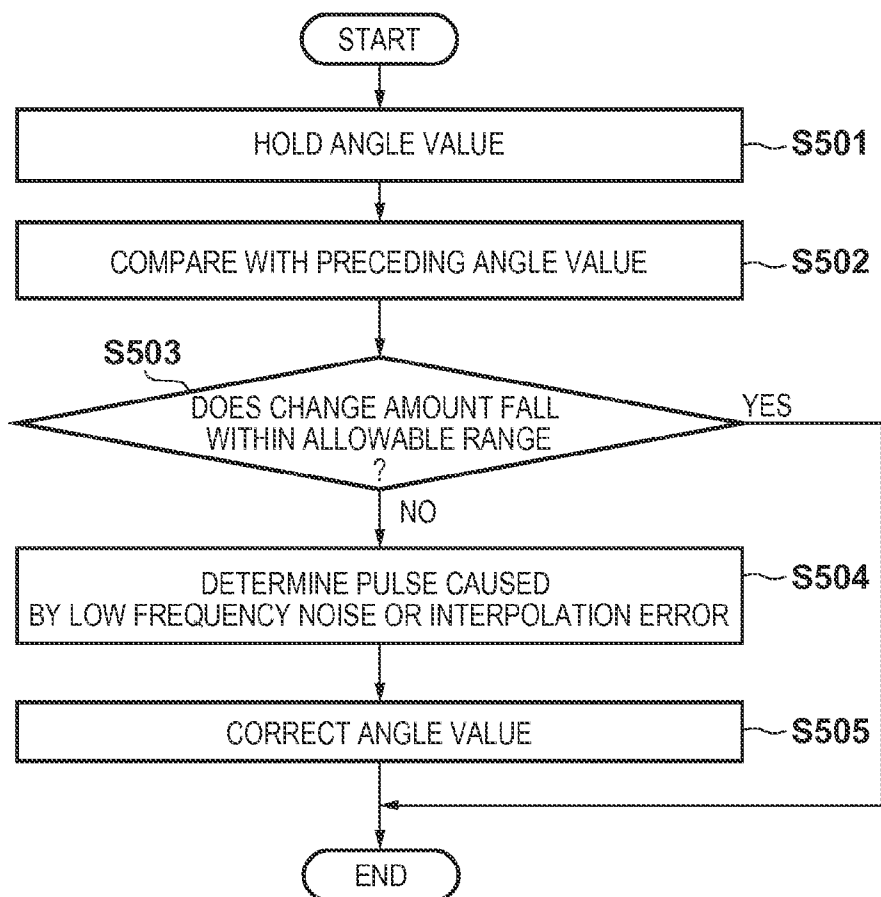 START
HOLD ANGLE VALUE
S501
COMPARE WITH PRECEDING ANGLE VALUE
S502
S503
DOES CHANGE AMOUNT FALL
WITHIN ALLOWABLE RANGE
?
YES
NO
DETERMINE PULSE CAUSED
BY LOW FREQUENCY NOISE OR INTERPOLATION ERROR
S504
CORRECT ANGLE VALUE
S505
END